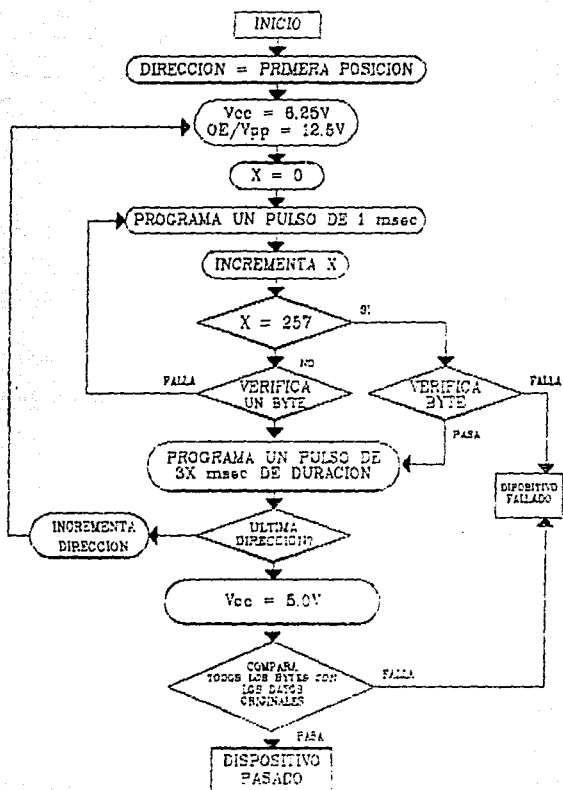 INICIO
DIRECCION = PRIMERA POSICION
Vcc = 6.25V
OE/Vpp = 12.5V
X = 0
PROGRAMA UN PULSO DE 1 msec
INCREMENTA X
X = 257
SI
NO
FALLA
VERIFICA
UN BYTE
VERIFICA
BYTE
FALLA
PASA
PROGRAMA UN PULSO DE
3X msec DE DURACION
DIPOSITIVO
FALLADO
INCREMENTA
DIRECCION
ULTIMA
DIRECCION?
Vcc = 5.0V
COMPARA
TODOS LOS BYTES CON
LOS DATOS
ORIGINALES
FALLA
PASA
DISPOSITIVO
PASADO